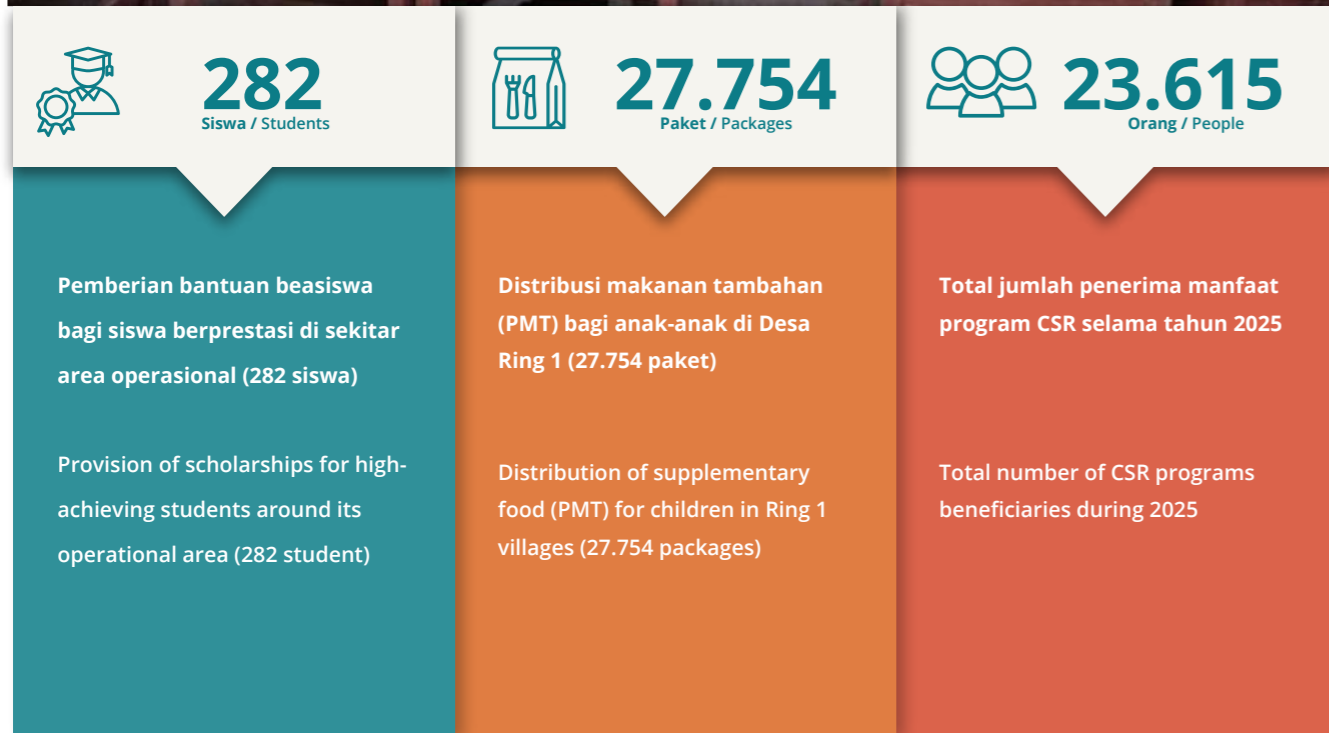 282
Siswa / Students
Pemberian bantuan beasiswa
bagi siswa berprestasi di sekitar
area operasional (282 siswa)
Provision of scholarships for high-
achieving students around its
operational area (282 student)
27.754
Paket / Packages
Distribusi makanan tambahan
(PMT) bagi anak-anak di Desa
Ring 1 (27.754 paket)
Distribution of supplementary
food (PMT) for children in Ring 1
villages (27.754 packages)
23.615
Orang / People
Total jumlah penerima manfaat
program CSR selama tahun 2025
Total number of CSR programs
beneficiaries during 2025